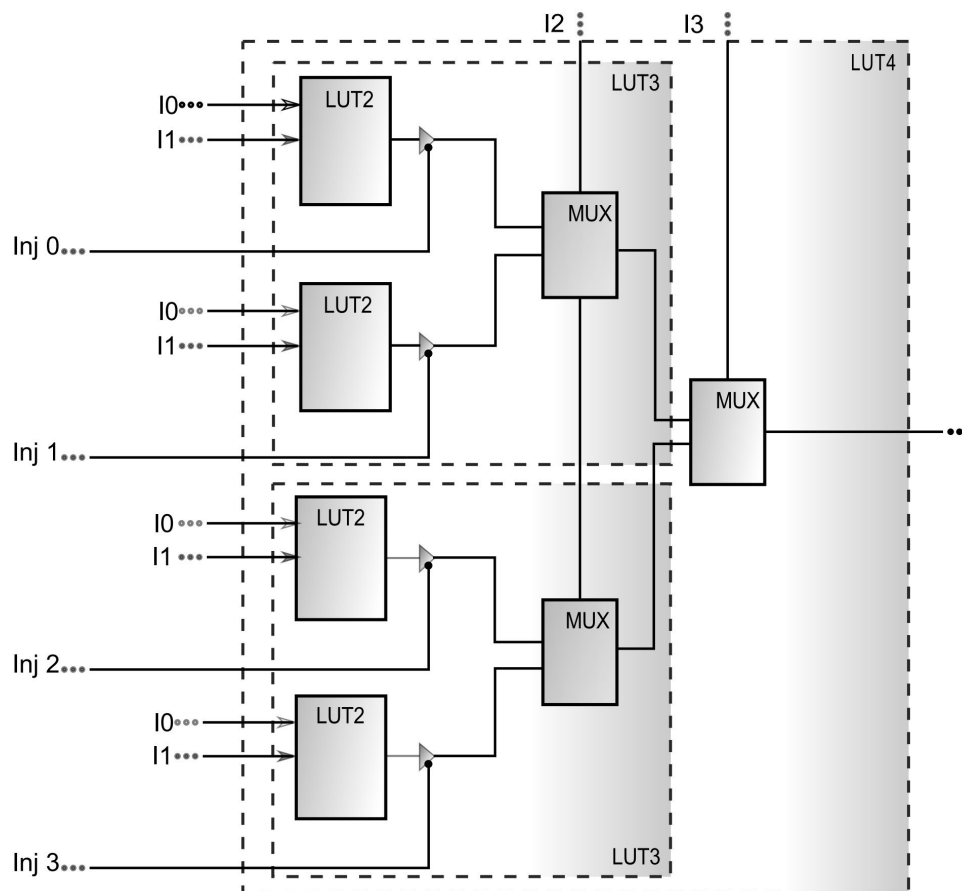 I2
I3
LUT4
LUT3
LUT2
I0
I1
MUX
Inj 0
LUT2
I0
I1
MUX
Inj 1
LUT2
I0
I1
MUX
Inj 2
LUT2
I0
I1
LUT3
Inj 3